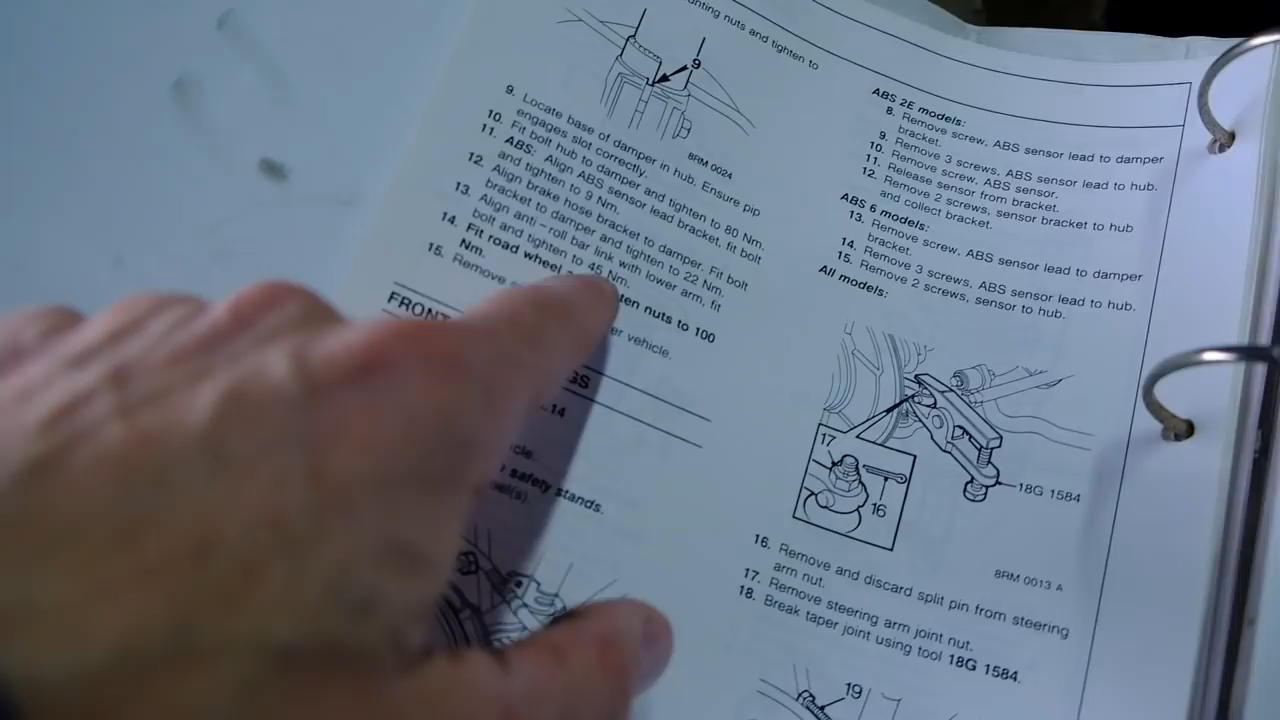 unting nuts and tighten to
9
8RM 0024
9. Locate base of damper in hub. Ensure pip
engages slot correctly.
10. Fit bolt hub to damper and tighten to 80 Nm.
11. ABS: Align ABS sensor lead bracket, fit bolt
and tighten to 9 Nm.
12. Align brake hose bracket to damper. Fit bolt
bracket to damper and tighten to 22 Nm.
13. Align anti-roll bar link with lower arm, fit
bolt and tighten to 45 Nm.
14. Fit road wheel ten nuts to 100
Nm.
15. Remove er vehicle.
FRONT GS
..14
cle.
safety stands.
eel(s).
ABS 2E models:
8. Remove screw, ABS sensor lead to damper
bracket.
9. Remove 3 screws, ABS sensor lead to hub.
10. Remove screw, ABS sensor.
11. Release sensor from bracket.
12. Remove 2 screws, sensor bracket to hub
and collect bracket.
ABS 6 models:
13. Remove screw, ABS sensor lead to damper
bracket.
14. Remove 3 screws, ABS sensor lead to hub.
15. Remove 2 screws, sensor to hub.
All models:
17
16
18G 1584
8RM 0013 A
16. Remove and discard split pin from steering
arm nut.
17. Remove steering arm joint nut.
18. Break taper joint using tool 18G 1584.
19